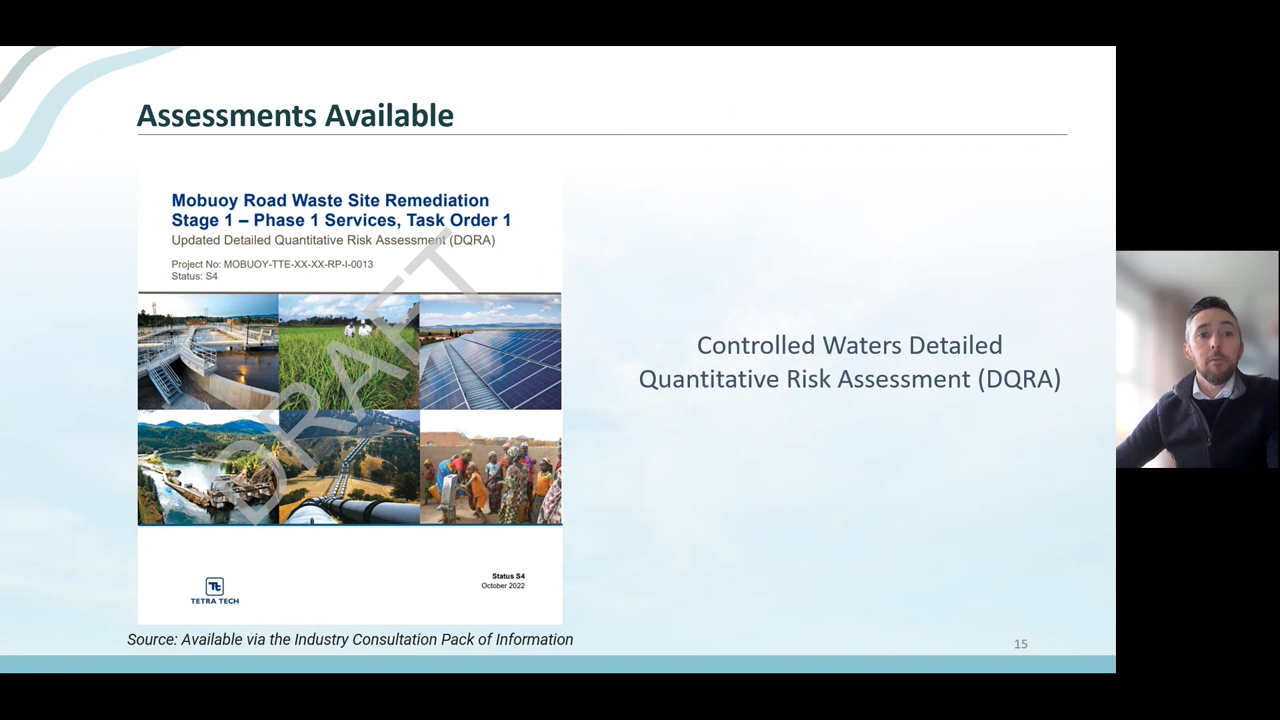 Assessments Available
Mobuoy Road Waste Site Remediation
Stage 1 – Phase 1 Services, Task Order 1
Updated Detailed Quantitative Risk Assessment (DQRA)
Project No: MOBUOY-TTE-XX-XX-RP-I-0013
Status: S4
DRAFT
Controlled Waters Detailed
Quantitative Risk Assessment (DQRA)
Status S4
October 2022
Tt
TETRA TECH
Source: Available via the Industry Consultation Pack of Information
15